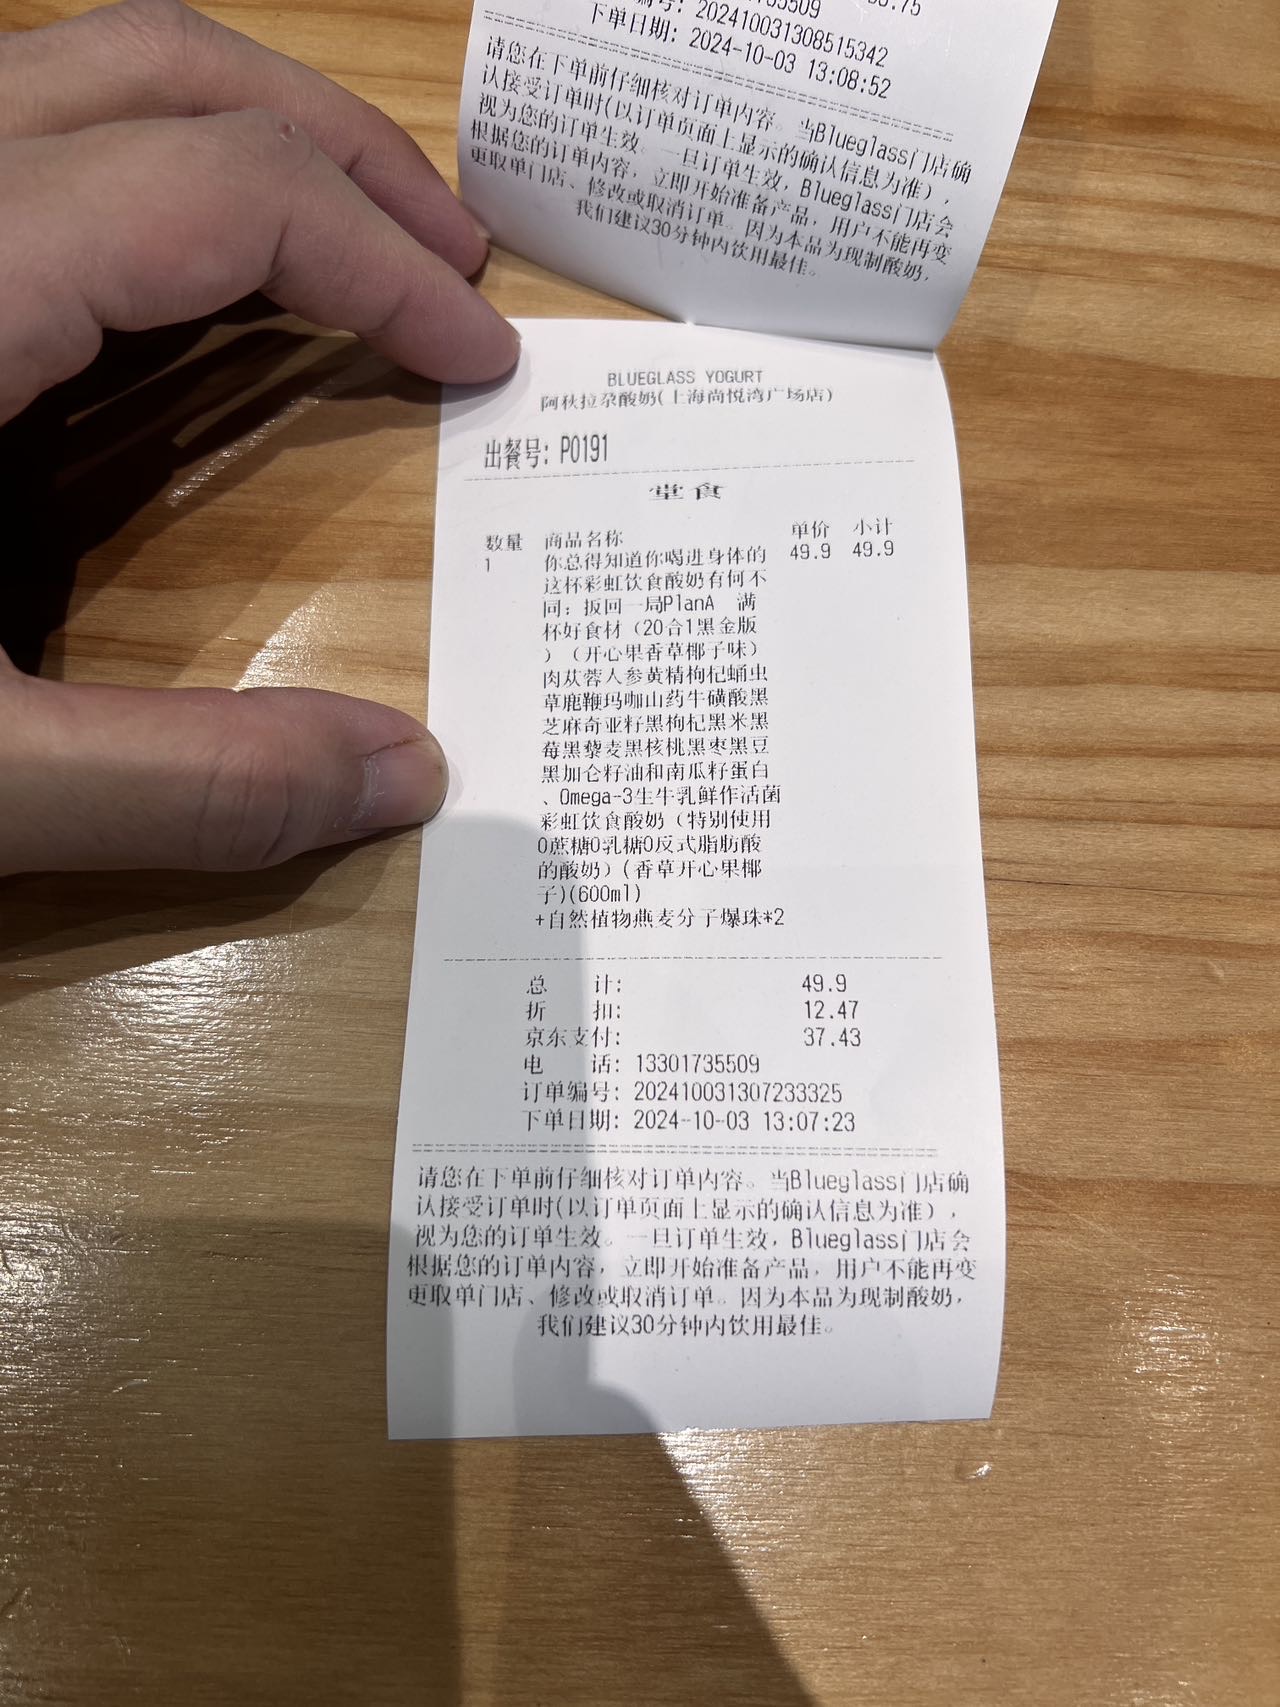 5509 3.75
编号: 202410031308515342
下单日期: 2024-10-03 13:08:52
请您在下单前仔细核对订单内容。当Blueglass门店确
认接受订单时(以订单页面上显示的确认信息为准),
视为您的订单生效。一旦订单生效, Blueglass门店会
根据您的订单内容, 立即开始准备产品, 用户不能再变
更取单门店、修改或取消订单。因为本品为现制酸奶,
我们建议30分钟内饮用最佳。
BLUEGLASS YOGURT
阿秋拉尕酸奶(上海尚悦湾广场店)
出餐号: P0191
堂食
数量 商品名称 单价 小计
1 你总得知道你喝进身体的 49.9 49.9
这杯彩虹饮食酸奶有何不
同: 扳回一局PlanA 满
杯好食材（20合1黑金版
）（开心果香草椰子味）
肉苁蓉人参黄精枸杞蛹虫
草鹿鞭玛咖山药牛磺酸黑
芝麻奇亚籽黑枸杞黑米黑
莓黑藜麦黑核桃黑枣黑豆
黑加仑籽油和南瓜籽蛋白
、Omega-3生牛乳鲜作活菌
彩虹饮食酸奶（特别使用
0蔗糖0乳糖0反式脂肪酸
的酸奶）(香草开心果椰
子)(600ml)
+自然植物燕麦分子爆珠*2
总 计: 49.9
折 扣: 12.47
京东支付: 37.43
电 话: 13301735509
订单编号: 202410031307233325
下单日期: 2024-10-03 13:07:23
请您在下单前仔细核对订单内容。当Blueglass门店确
认接受订单时(以订单页面上显示的确认信息为准),
视为您的订单生效。一旦订单生效, Blueglass门店会
根据您的订单内容, 立即开始准备产品, 用户不能再变
更取单门店、修改或取消订单。因为本品为现制酸奶,
我们建议30分钟内饮用最佳。